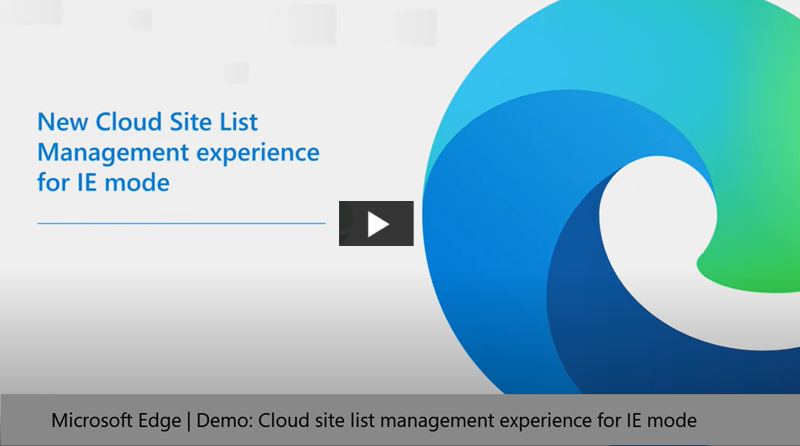 New Cloud Site List
Management experience
for IE mode
Microsoft Edge | Demo: Cloud site list management experience for IE mode